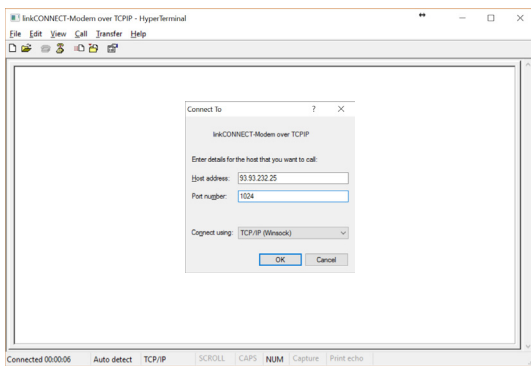 linkCONNECT-Modem over TCPIP - HyperTerminal
File Edit View Call Transfer Help
Connect To ?
linkCONNECT-Modem over TCPIP
Enter details for the host that you want to call:
Host address: 93.93.232.25
Port number: 1024
Connect using: TCP/IP (Winsock)
OK Cancel
Connected 00:00:06 Auto detect TCP/IP SCROLL CAPS NUM Capture Print echo